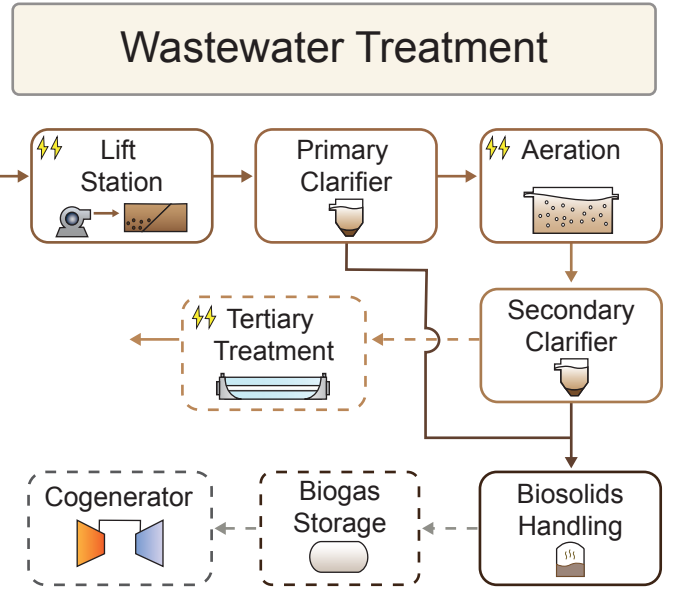 Wastewater Treatment
Lift
Station
Primary
Clarifier
Aeration
Secondary
Clarifier
Tertiary
Treatment
Cogenerator
Biogas
Storage
Biosolids
Handling